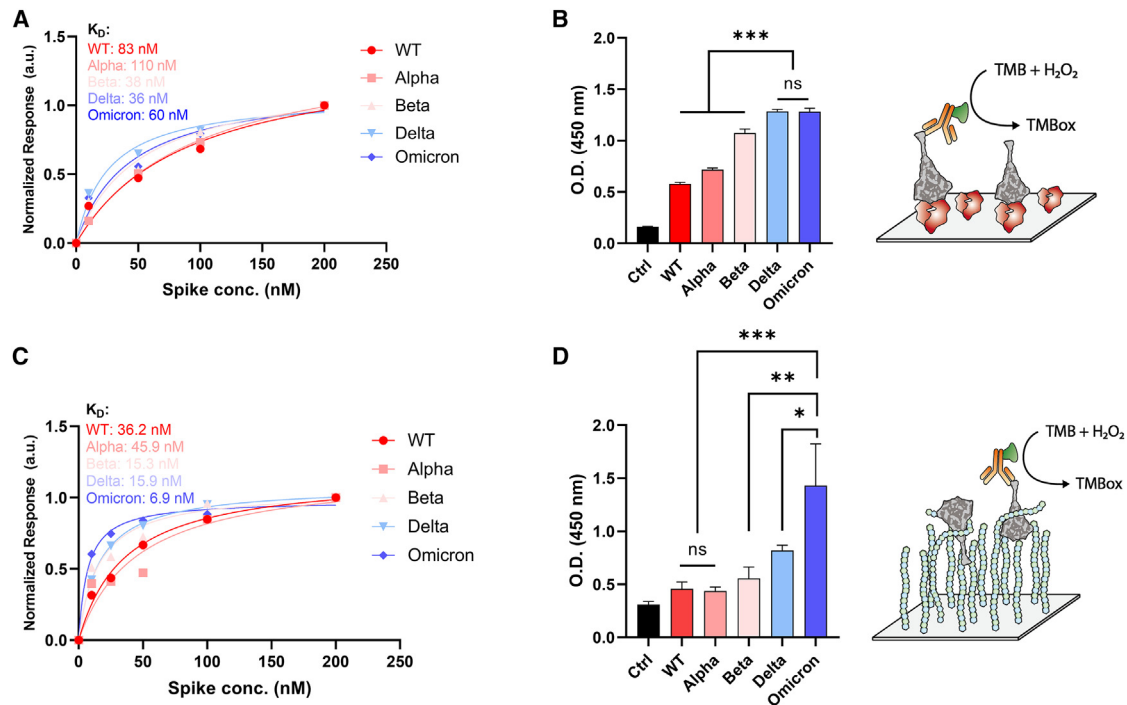 A
K_D:
WT: 83 nM
Alpha: 110 nM
Beta: 38 nM
Delta: 36 nM
Omicron: 60 nM
Normalized Response (a.u.)
1.5
1.0
0.5
0.0
0 50 100 150 200 250
Spike conc. (nM)
WT
Alpha
Beta
Delta
Omicron
B
O.D. (450 nm)
2.0
1.5
1.0
0.5
0.0
***
ns
Ctrl WT Alpha Beta Delta Omicron
TMB + H₂O₂
TMBox
C
K_D:
WT: 36.2 nM
Alpha: 45.9 nM
Beta: 15.3 nM
Delta: 15.9 nM
Omicron: 6.9 nM
Normalized Response (a.u.)
1.5
1.0
0.5
0.0
0 50 100 150 200 250
Spike conc. (nM)
WT
Alpha
Beta
Delta
Omicron
D
O.D. (450 nm)
2.0
1.5
1.0
0.5
0.0
***
**
*
ns
Ctrl WT Alpha Beta Delta Omicron
TMB + H₂O₂
TMBox